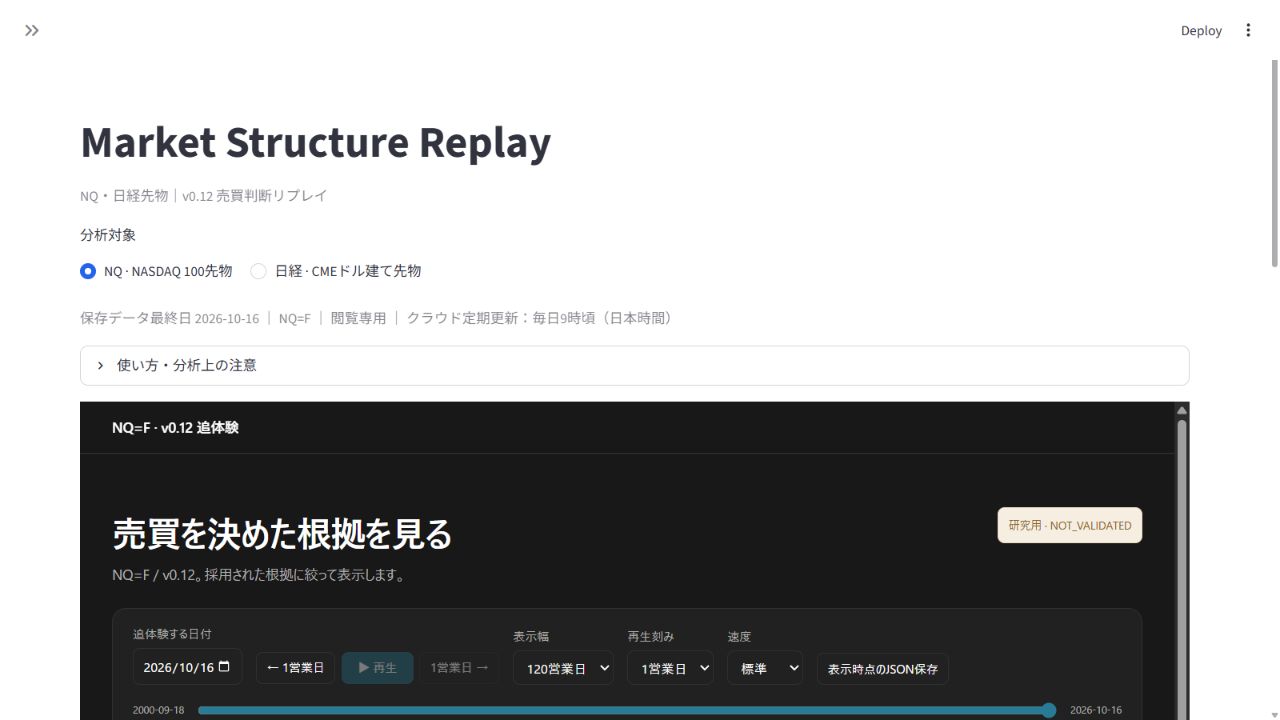 Deploy
Market Structure Replay
NQ・日経先物｜v0.12 売買判断リプレイ
分析対象
NQ · NASDAQ 100先物
日経 · CMEドル建て先物
保存データ最終日 2026-10-16 ｜ NQ=F ｜ 閲覧専用 ｜ クラウド定期更新：毎日9時頃（日本時間）
使い方・分析上の注意
NQ=F · v0.12 追体験
売買を決めた根拠を見る
研究用 · NOT_VALIDATED
NQ=F / v0.12。採用された根拠に絞って表示します。
追体験する日付
表示幅
再生刻み
速度
2026/10/16
← 1営業日
▶ 再生
1営業日 →
120営業日
1営業日
標準
表示時点のJSON保存
2000-09-18
2026-10-16